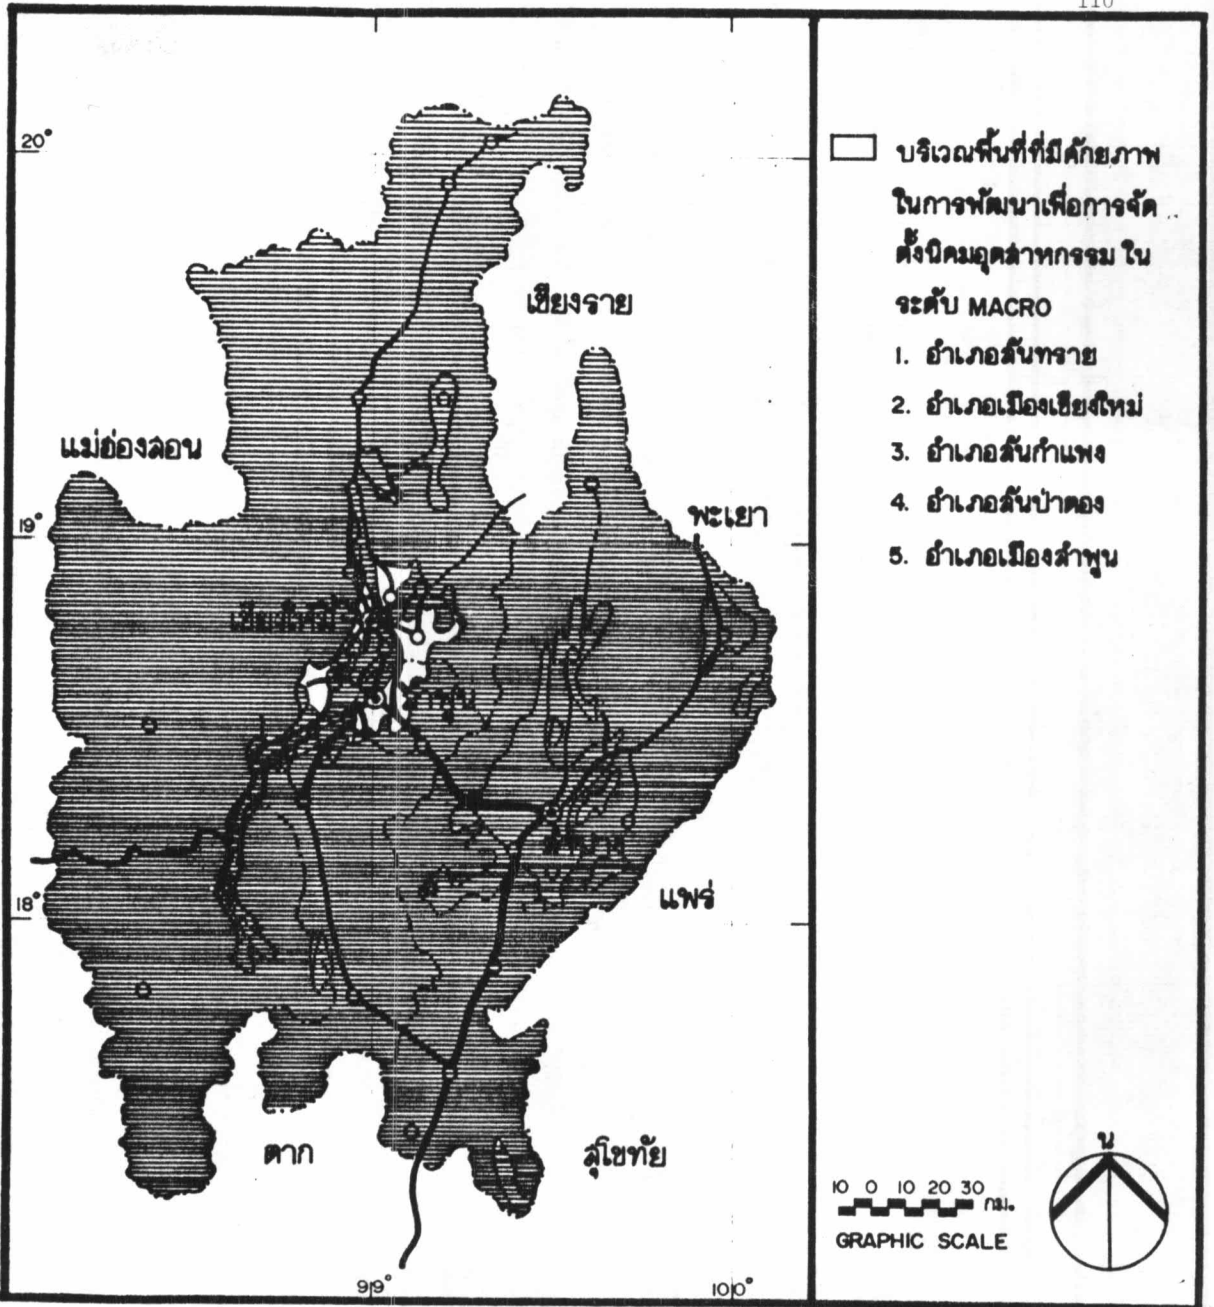 110
20°
บริเวณพื้นที่ที่มีศักยภาพ
ในการพัฒนาเพื่อการจัด
ตั้งนิคมอุตสาหกรรม ใน
ระดับ MACRO
1. อำเภอสันทราย
2. อำเภอเมืองเชียงใหม่
3. อำเภอสันกำแพง
4. อำเภอสันป่าตอง
5. อำเภอเมืองลำพูน
เชียงราย
แม่ฮ่องสอน
19°
พะเยา
เชียงใหม่
ลำพูน
ลำปาง
18°
แพร่
ตาก
สุโขทัย
น
10 0 10 20 30 กม.
GRAPHIC SCALE
99°
100°